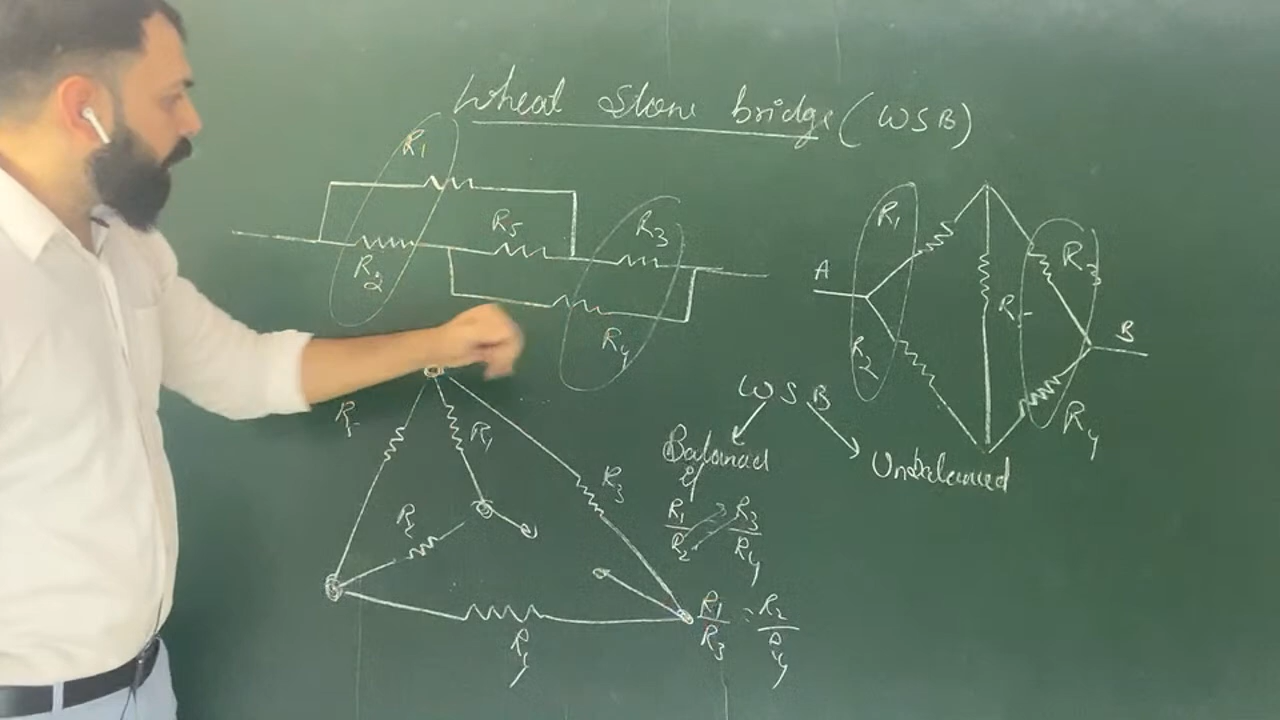 Wheat Stone bridge (WSB)
R1
R2
R5
R3
R4
A
R1
R2
R3
R4
B
WSB
Balanced
Unbalanced
if
R1/R2 R3/R4
R1/R3 = R2/R4
R5
R1
R2
R3
R4